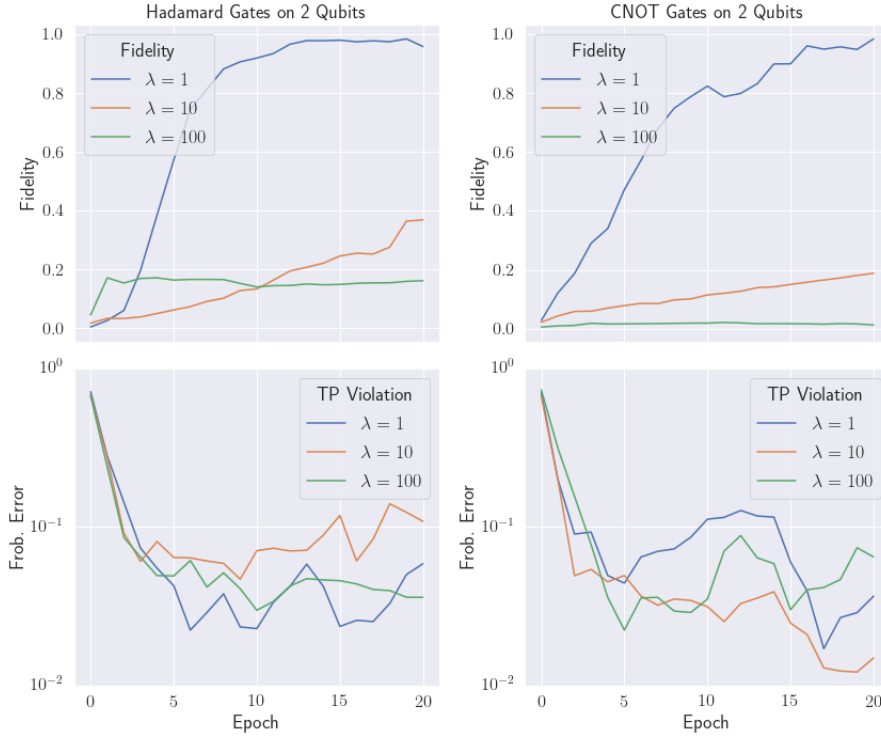 Hadamard Gates on 2 Qubits
CNOT Gates on 2 Qubits
1.0
0.8
0.6
0.4
0.2
0.0
Fidelity
Fidelity
λ = 1
λ = 10
λ = 100
1.0
0.8
0.6
0.4
0.2
0.0
Fidelity
Fidelity
λ = 1
λ = 10
λ = 100
10^0
10^-1
10^-2
Frob. Error
TP Violation
λ = 1
λ = 10
λ = 100
0 5 10 15 20
Epoch
10^0
10^-1
10^-2
Frob. Error
TP Violation
λ = 1
λ = 10
λ = 100
0 5 10 15 20
Epoch